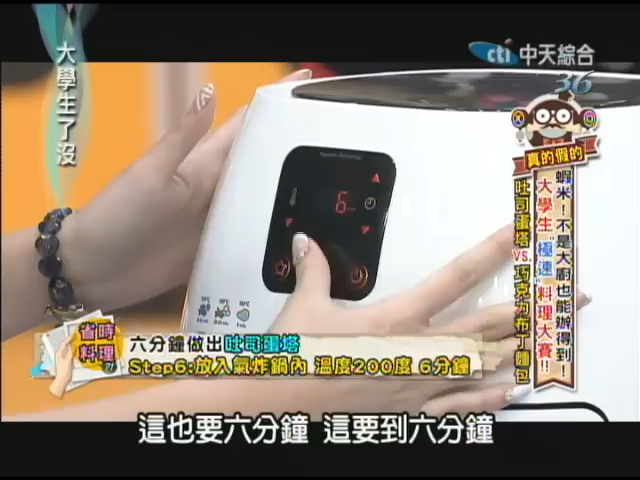 大學生了沒
cti 中天綜合
36
真的假的
蝦米！不是大廚也能辦得到！
大學生"極速"料理大賽!!
吐司蛋塔 VS. 巧克力布丁麵包
6
省時
料理
六分鐘做出吐司蛋塔
Step6:放入氣炸鍋內 溫度200度 6分鐘
這也要六分鐘 這要到六分鐘